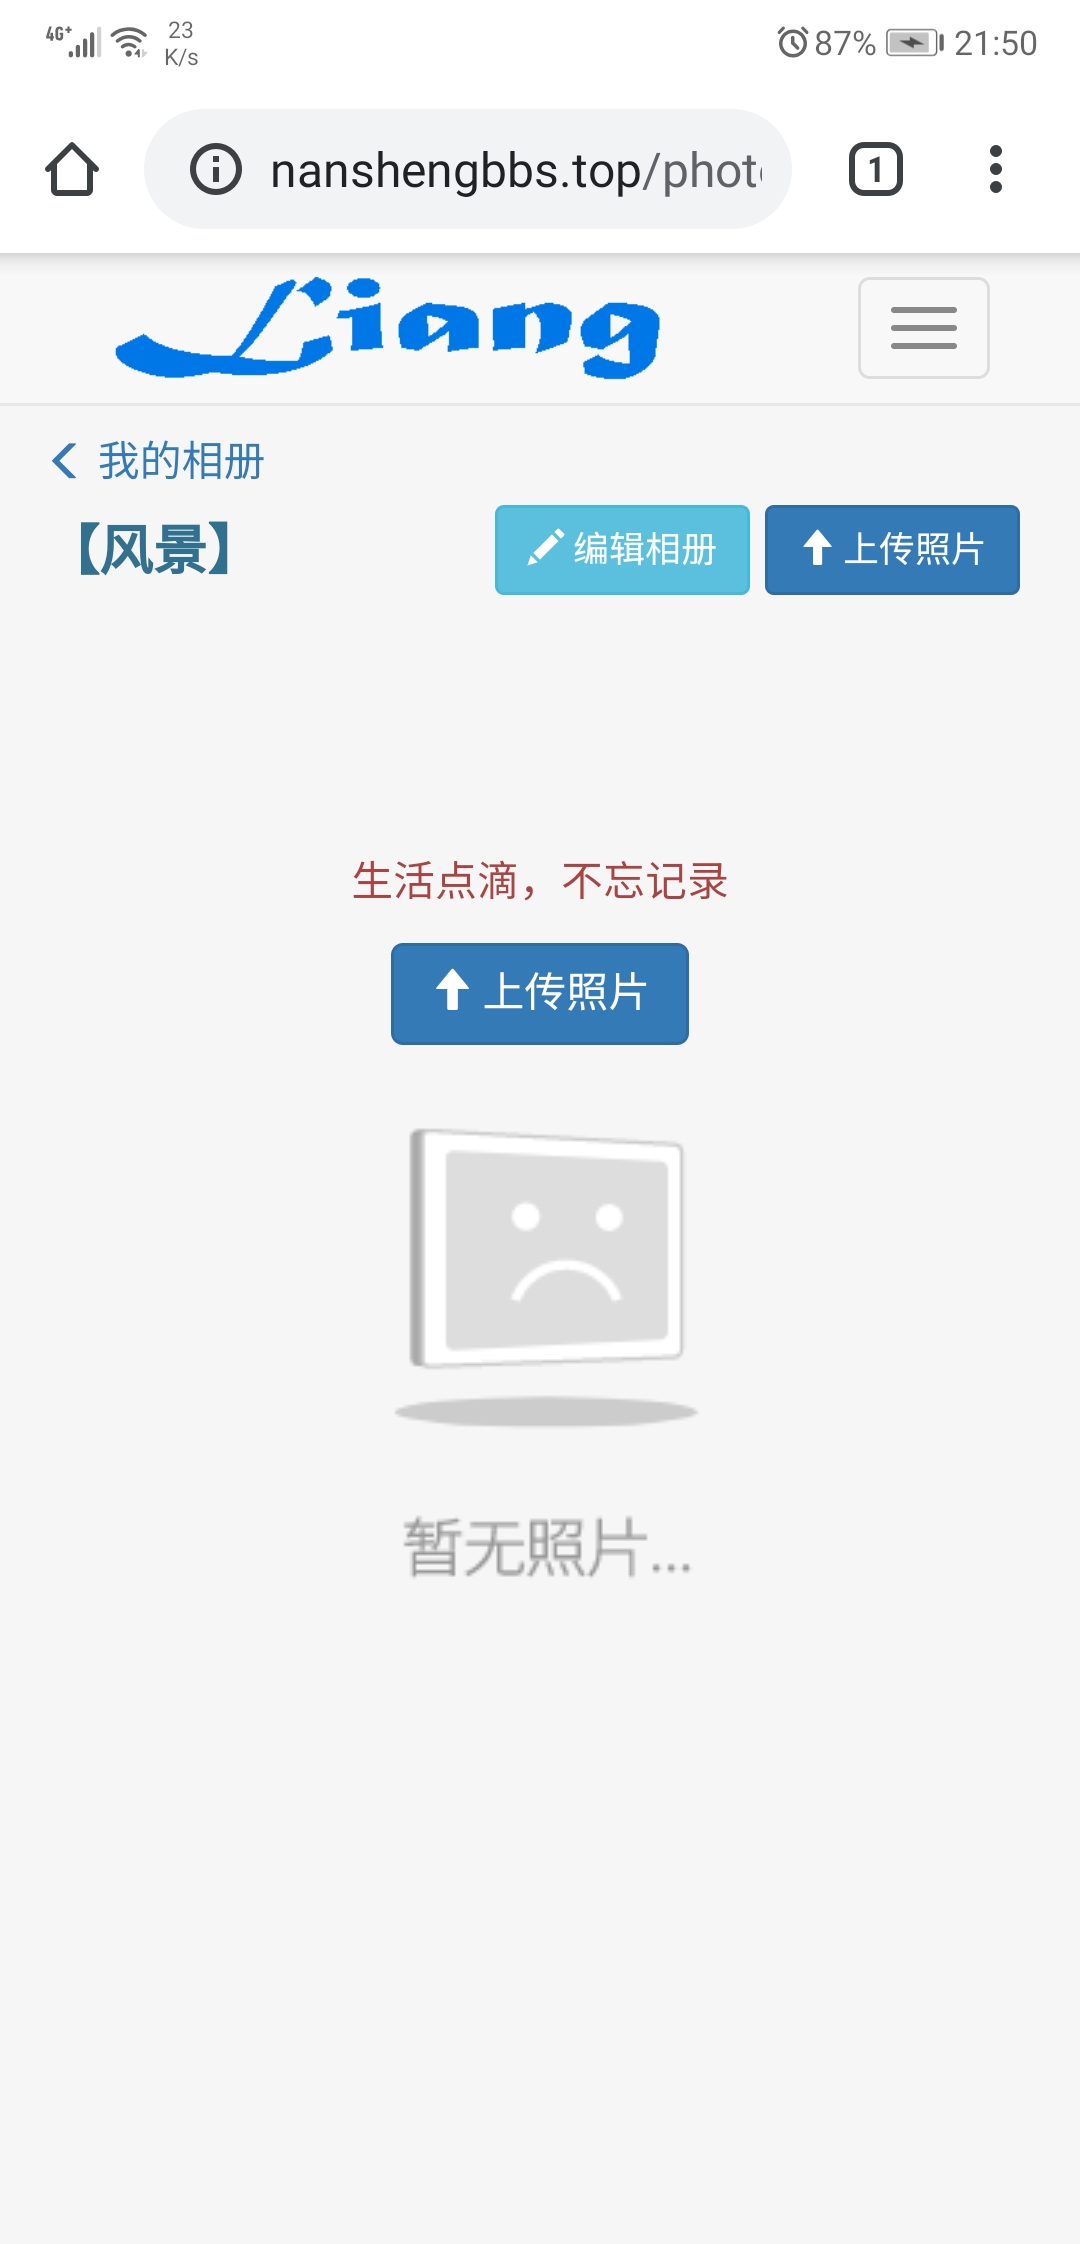 4G+
23
K/s
87%
21:50
nanshengbbs.top/phot
1
Liang
我的相册
【风景】
编辑相册
上传照片
生活点滴，不忘记录
上传照片
暂无照片...